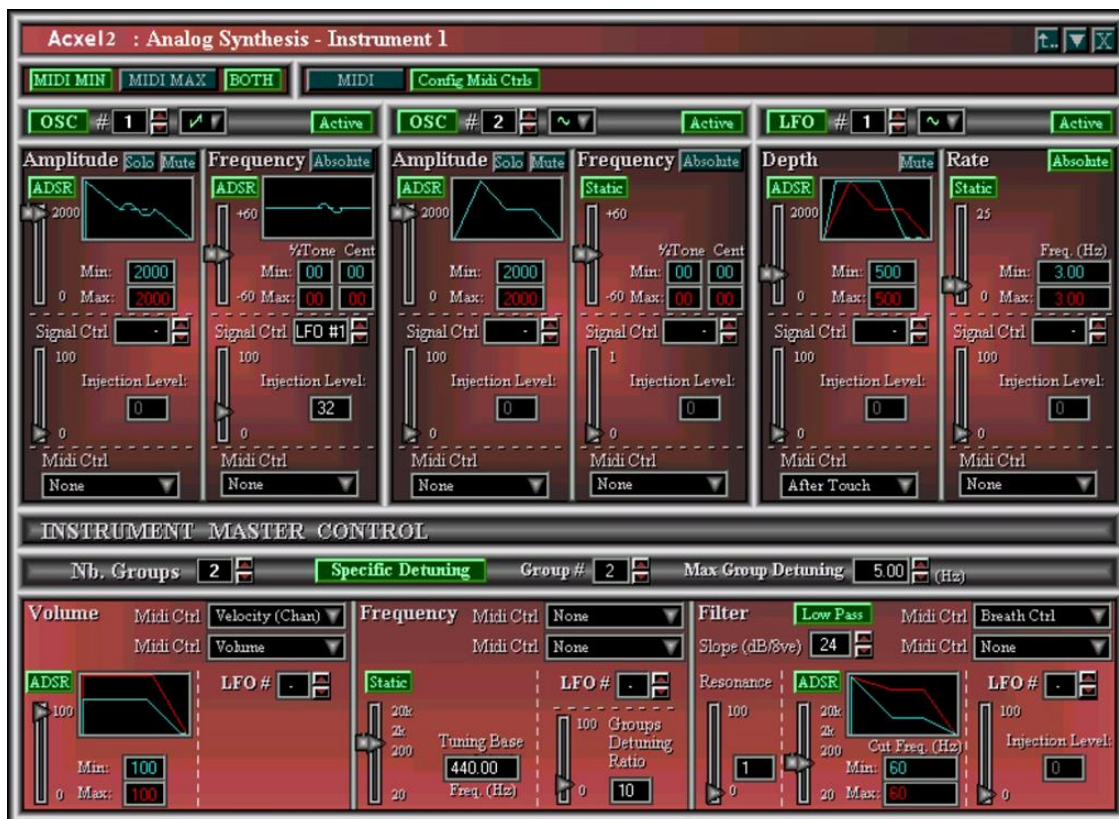 Acxel2 : Analog Synthesis - Instrument 1
MIDI MIN MIDI MAX BOTH MIDI Config Midi Ctrls
OSC # 1 Active OSC # 2 Active LFO # 1 Active
Amplitude Solo Mute Frequency Absolute Amplitude Solo Mute Frequency Depth Mute Rate Absolute
ADSR ADSR ADSR Static ADSR Static
2000 +60 2000 +60 2000 25
½Tone Cent ½Tone Cent Freq. (Hz)
Min: 2000 Min: 00 00 Min: 2000 Min: 00 00 Min: 500 Min: 3.00
0 Max: 2000 -60 Max: 00 00 0 Max: 2000 -60 Max: 00 00 0 Max: 500 0 Max: 3.00
Signal Ctrl - Signal Ctrl LFO #1 Signal Ctrl - Signal Ctrl - Signal Ctrl - Signal Ctrl -
100 100 100 1 100 100
Injection Level: Injection Level: Injection Level: Injection Level: Injection Level: Injection Level:
0 32 0 0 0 0
0 0 0 0 0 0
Midi Ctrl Midi Ctrl Midi Ctrl Midi Ctrl Midi Ctrl Midi Ctrl
None None None None After Touch None
INSTRUMENT MASTER CONTROL
Nb. Groups 2 Specific Detuning Group # 2 Max Group Detuning 5.00 (Hz)
Volume Midi Ctrl Velocity (Chan) Frequency Midi Ctrl None Filter Low Pass Midi Ctrl Breath Ctrl
Midi Ctrl Volume Midi Ctrl None Slope (dB/8ve) 24 Midi Ctrl None
ADSR LFO # - Static LFO # - Resonance ADSR LFO # -
100 20k 100 Groups 100 20k 100
2k Tuning Base Detuning 2k Cut Freq. (Hz) Injection Level:
200 440.00 Ratio 200
Min: 100 Freq. (Hz) 10 1 Min: 60 0
0 Max: 100 20 0 0 20 Max: 60 0